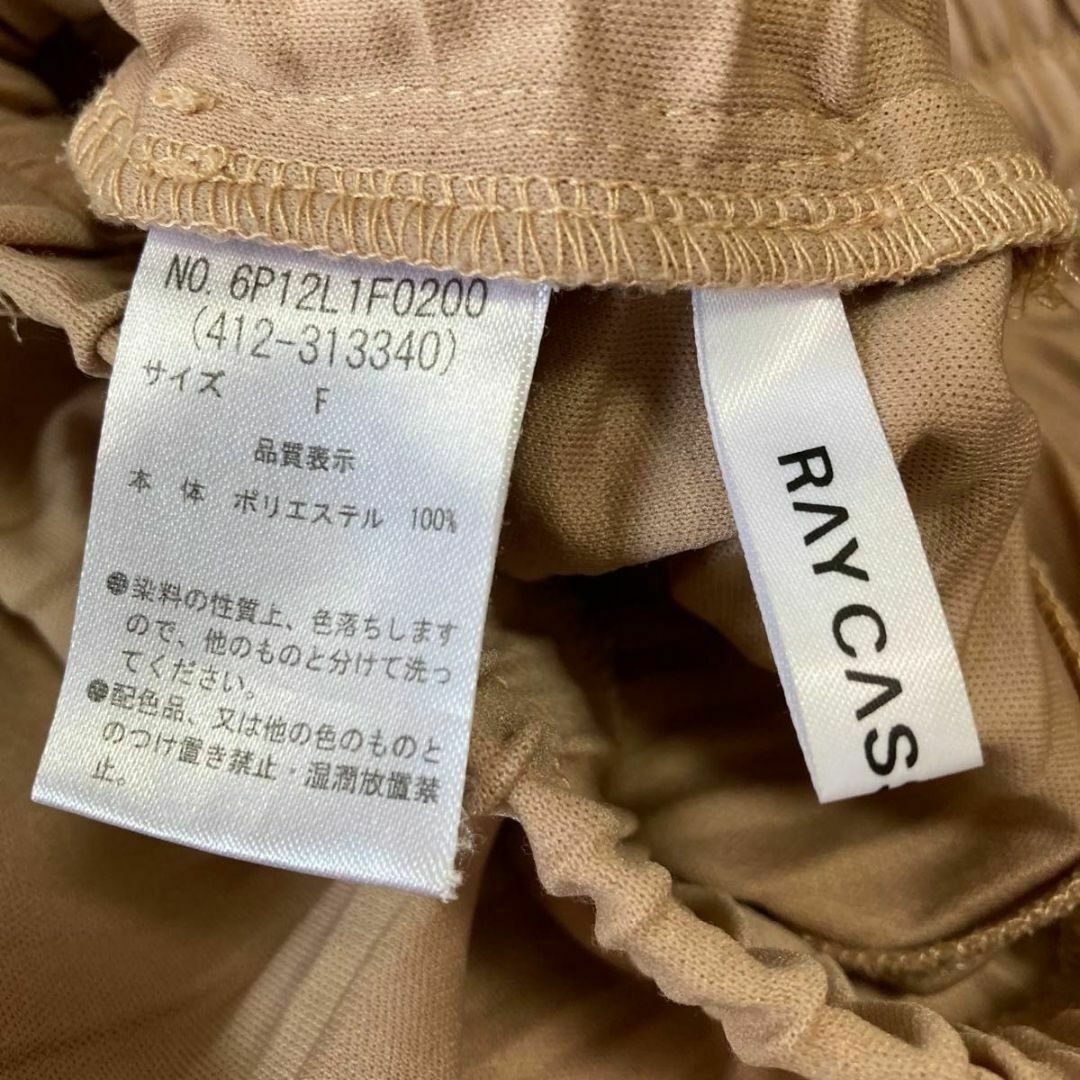 NO. 6P12L1F0200
(412-313340)
サイズ F
品質表示
本 体 ポリエステル 100%
●染料の性質上、色落ちします
ので、他のものと分けて洗っ
てください。
●配色品、又は他の色のものと
のつけ置き禁止・湿潤放置禁
止。
RAY CAS